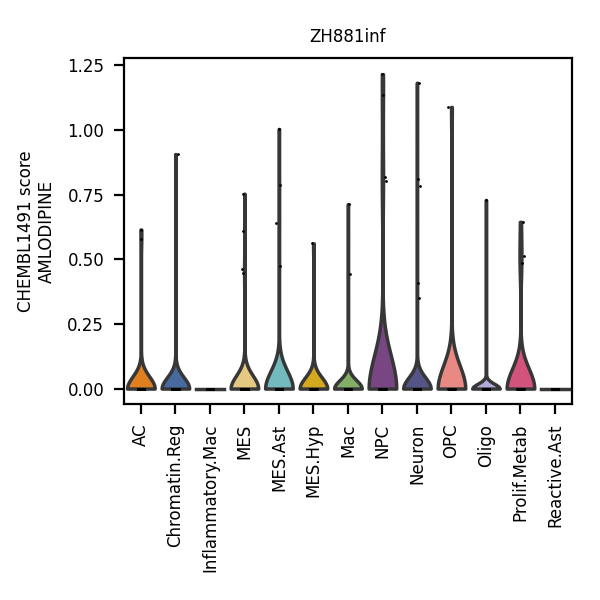 ZH881inf
CHEMBL1491 score
AMLODIPINE
1.25
1.00
0.75
0.50
0.25
0.00
AC
Chromatin.Reg
Inflammatory.Mac
MES
MES.Ast
MES.Hyp
Mac
NPC
Neuron
OPC
Oligo
Prolif.Metab
Reactive.Ast